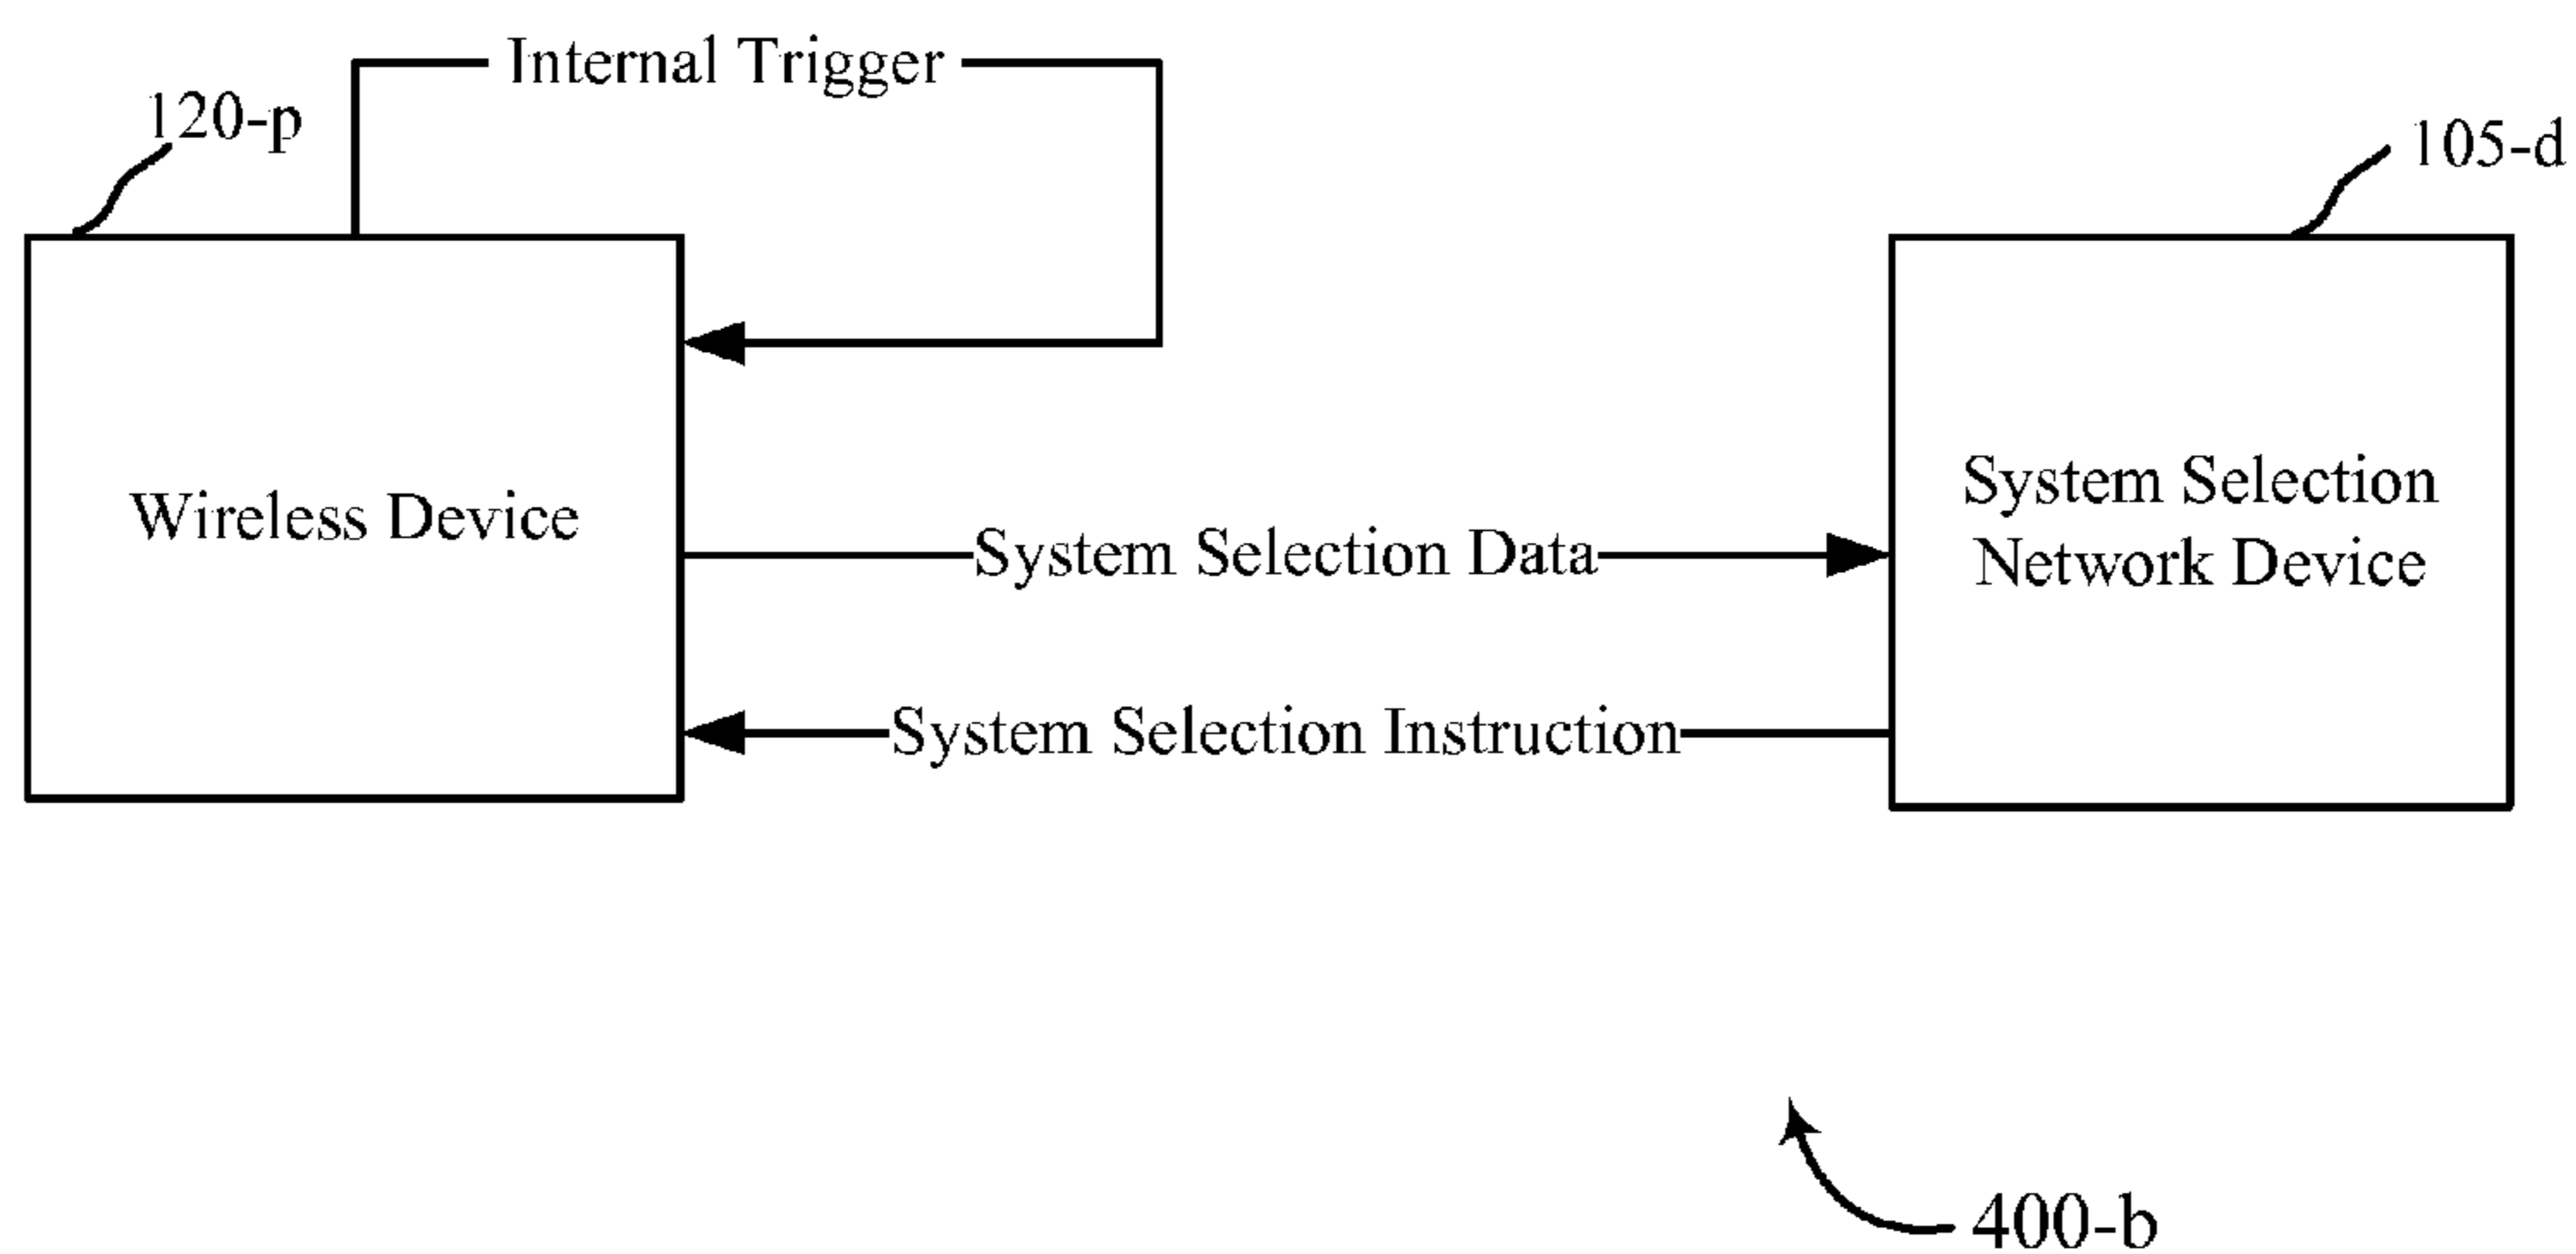 Internal Trigger
120-p
105-d
Wireless Device
System Selection
Network Device
System Selection Data
System Selection Instruction
400-b